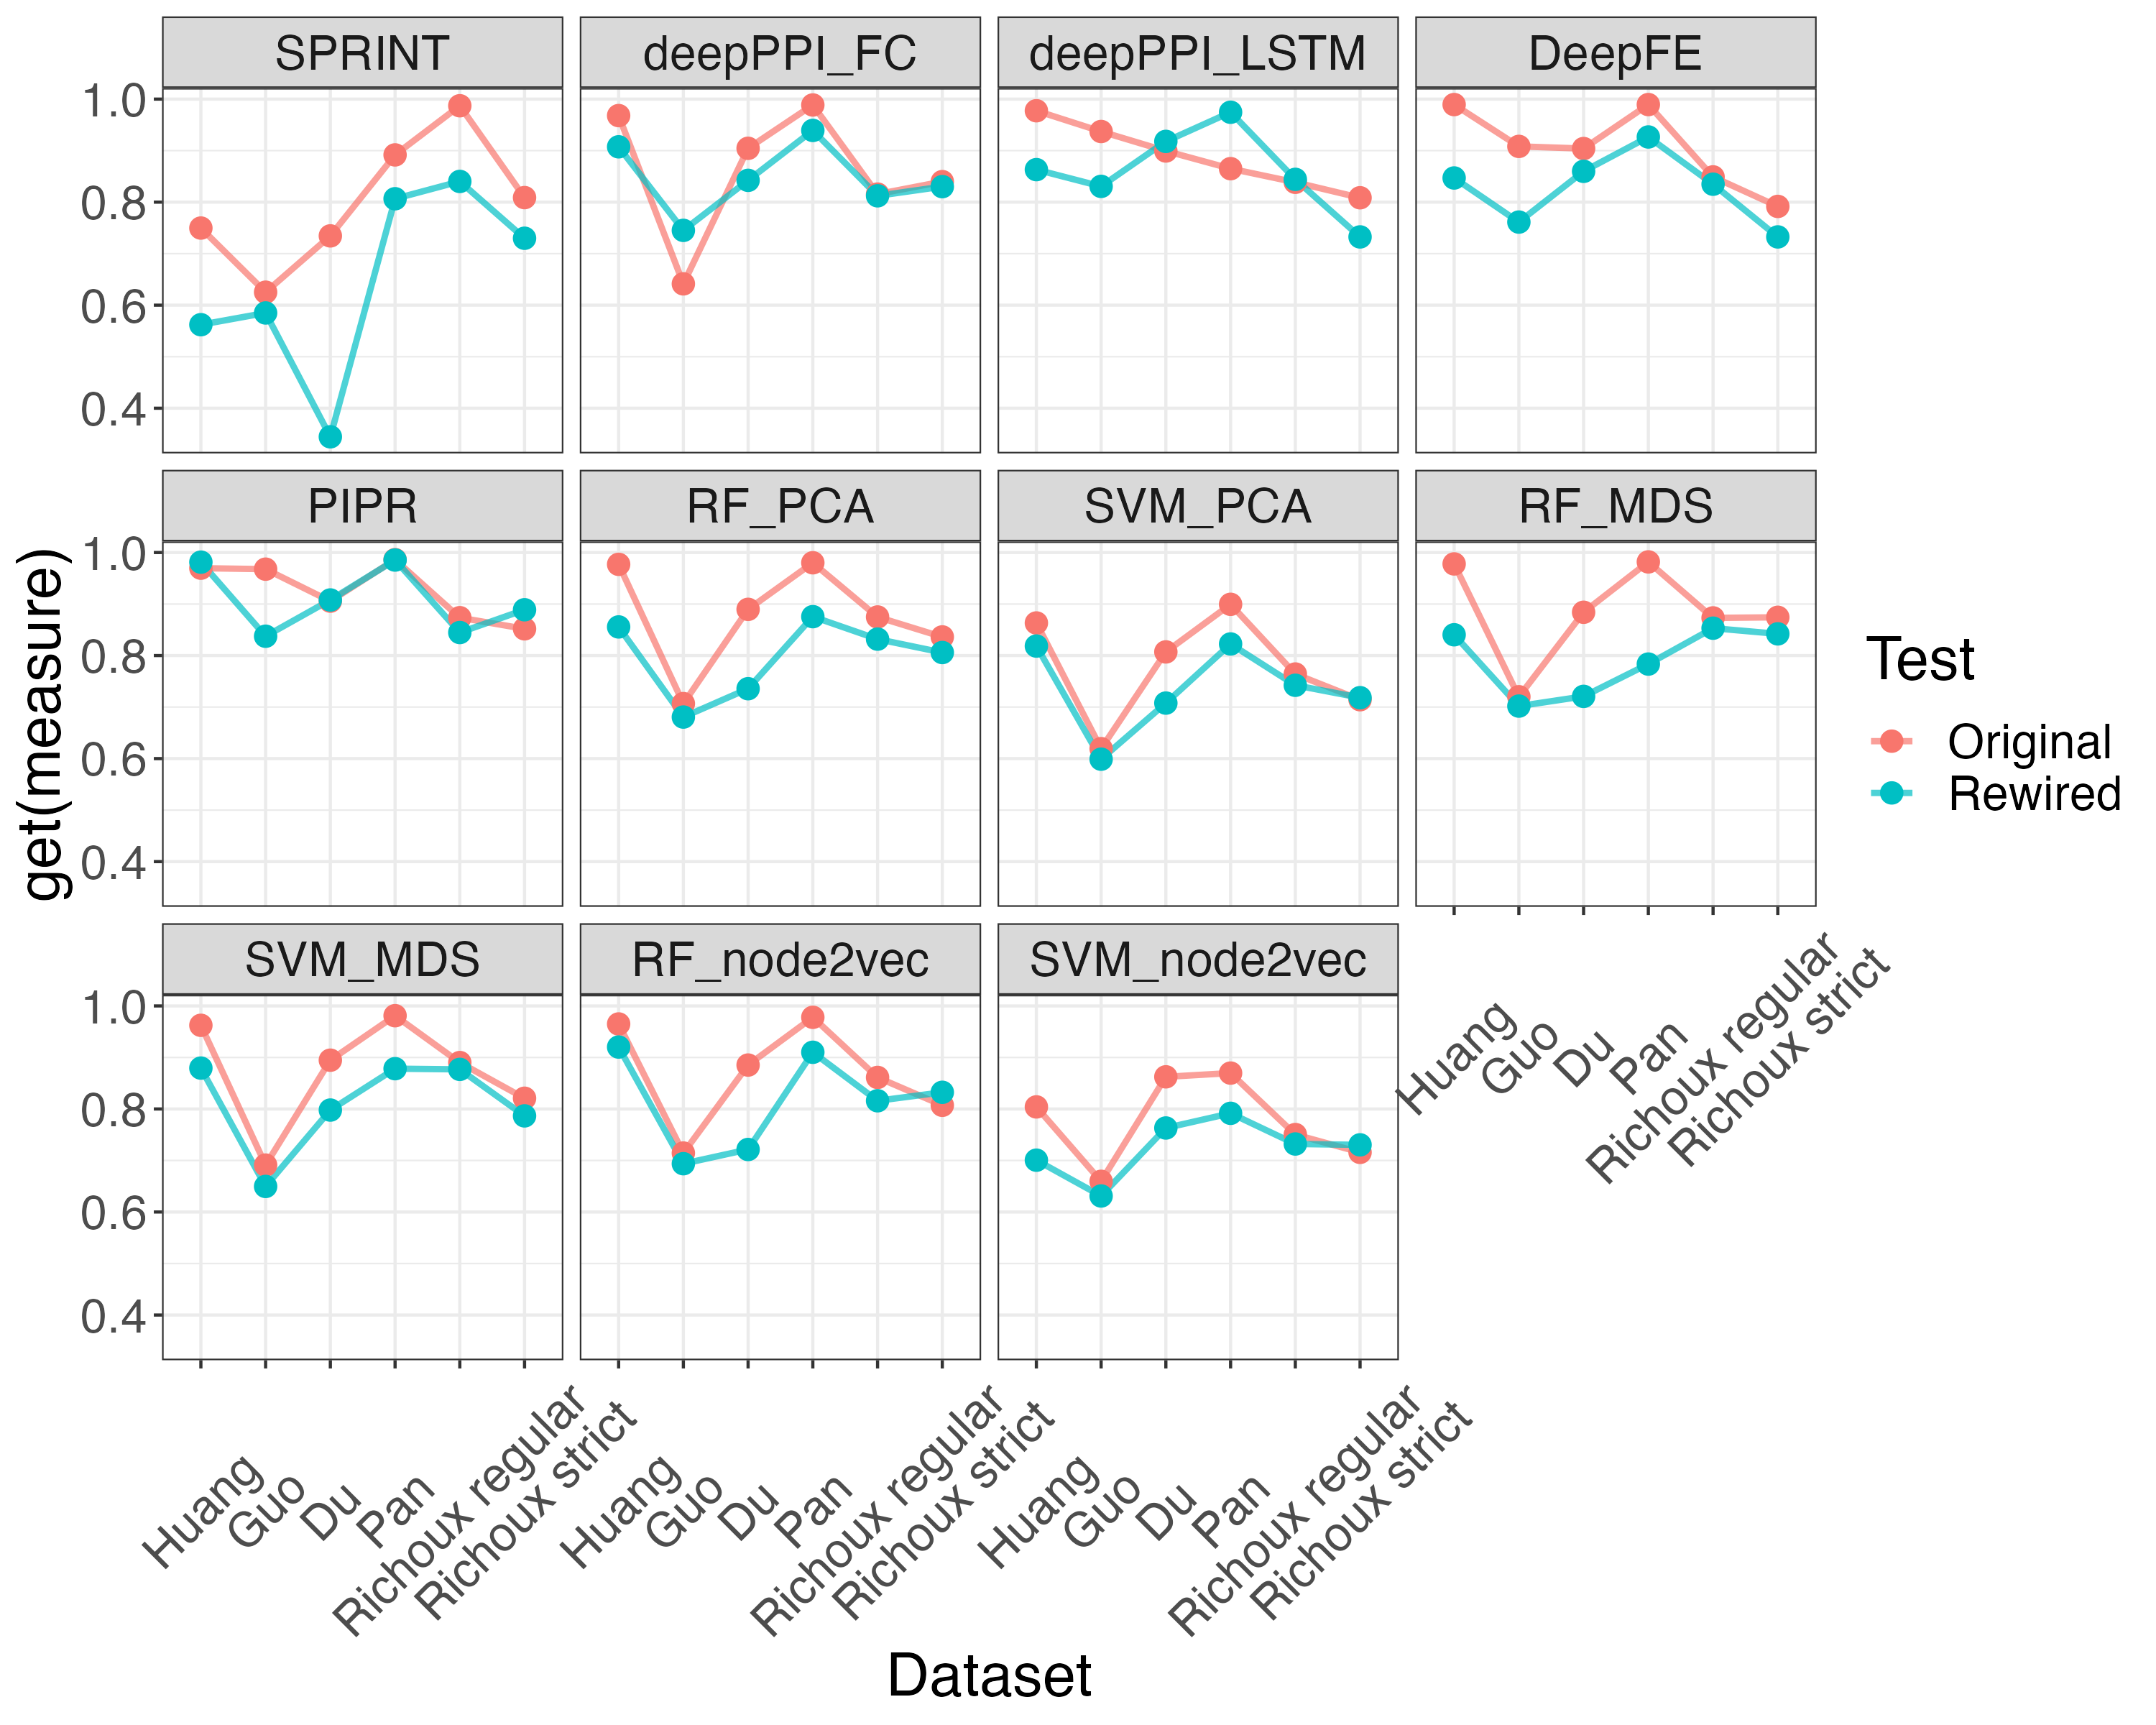 SPRINT deepPPI_FC deepPPI_LSTM DeepFE
1.0
0.8
0.6
0.4
PIPR RF_PCA SVM_PCA RF_MDS
1.0
0.8
0.6
0.4
get(measure)
Test
Original
Rewired
SVM_MDS RF_node2vec SVM_node2vec
1.0
0.8
0.6
0.4
Huang
Guo
Du
Pan
Richoux regular
Richoux strict
Huang
Guo
Du
Pan
Richoux regular
Richoux strict
Huang
Guo
Du
Pan
Richoux regular
Richoux strict
Huang
Guo
Du
Pan
Richoux regular
Richoux strict
Dataset